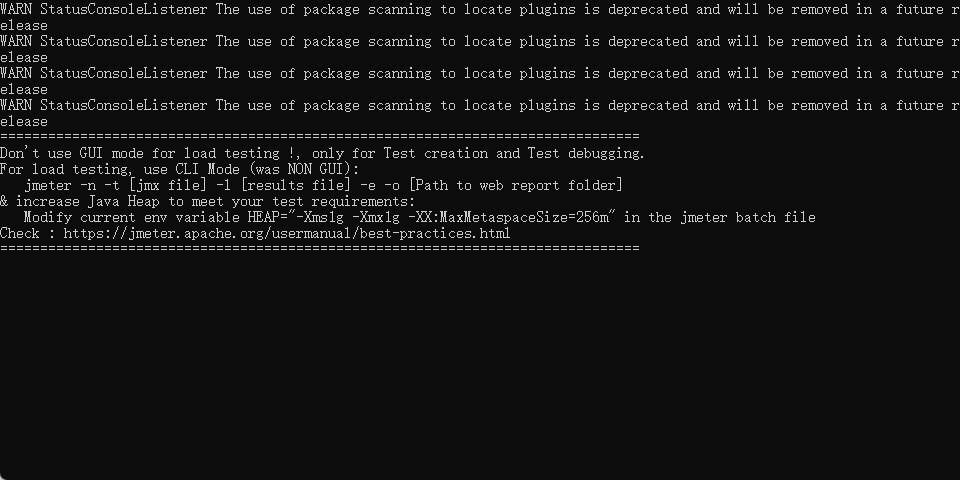 WARN StatusConsoleListener The use of package scanning to locate plugins is deprecated and will be removed in a future r
elease
WARN StatusConsoleListener The use of package scanning to locate plugins is deprecated and will be removed in a future r
elease
WARN StatusConsoleListener The use of package scanning to locate plugins is deprecated and will be removed in a future r
elease
WARN StatusConsoleListener The use of package scanning to locate plugins is deprecated and will be removed in a future r
elease
================================================================================
Don't use GUI mode for load testing !, only for Test creation and Test debugging.
For load testing, use CLI Mode (was NON GUI):
   jmeter -n -t [jmx file] -l [results file] -e -o [Path to web report folder]
& increase Java Heap to meet your test requirements:
   Modify current env variable HEAP="-Xms1g -Xmx1g -XX:MaxMetaspaceSize=256m" in the jmeter batch file
Check : https://jmeter.apache.org/usermanual/best-practices.html
================================================================================